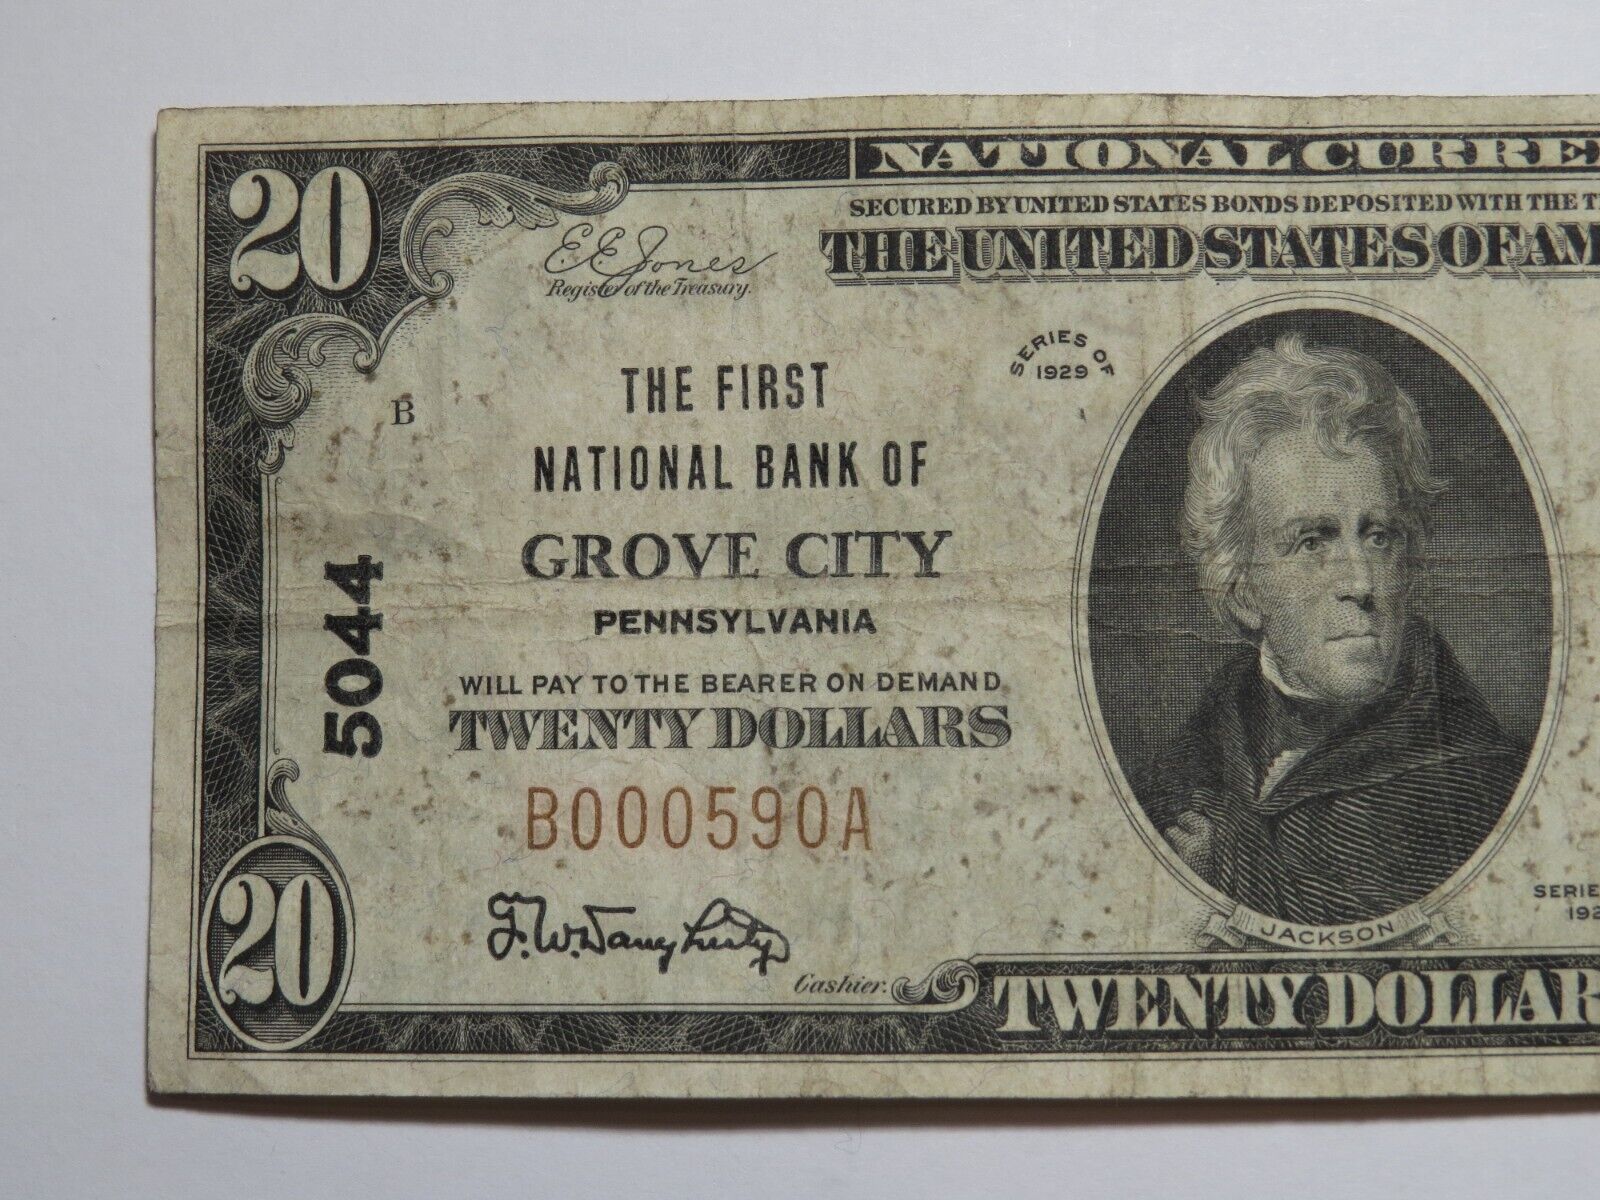 NATIONAL CURRE
SECURED BY UNITED STATES BONDS DEPOSITED WITH THE T
20
E.E. Jones
THE UNITED STATES OF AM
Register of the Treasury.
SERIES OF
1929
THE FIRST
B
NATIONAL BANK OF
GROVE CITY
5044
PENNSYLVANIA
WILL PAY TO THE BEARER ON DEMAND
TWENTY DOLLARS
B000590A
SERIE
192
20
JACKSON
Cashier.
TWENTY DOLLAR